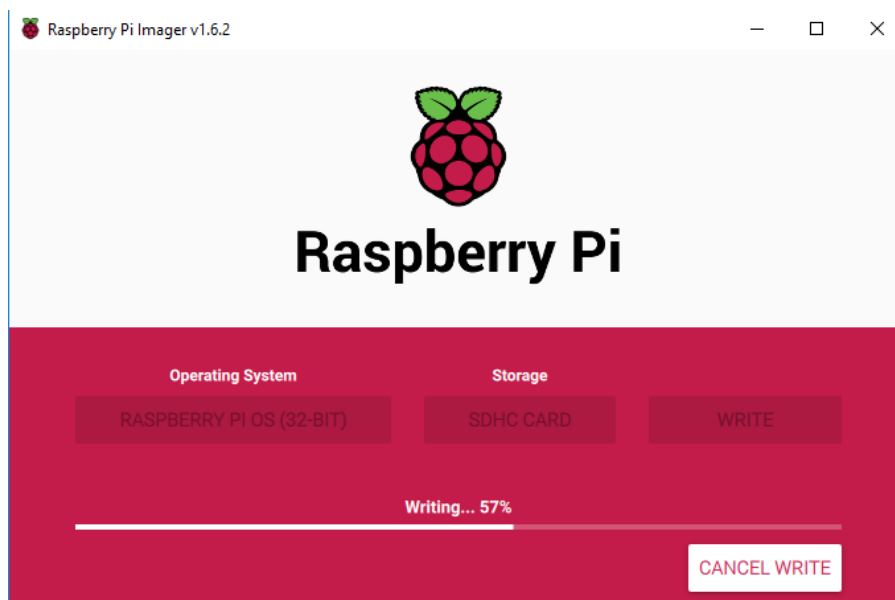 Raspberry Pi Imager v1.6.2
Raspberry Pi
Operating System
Storage
RASPBERRY PI OS (32-BIT)
SDHC CARD
WRITE
Writing... 57%
CANCEL WRITE